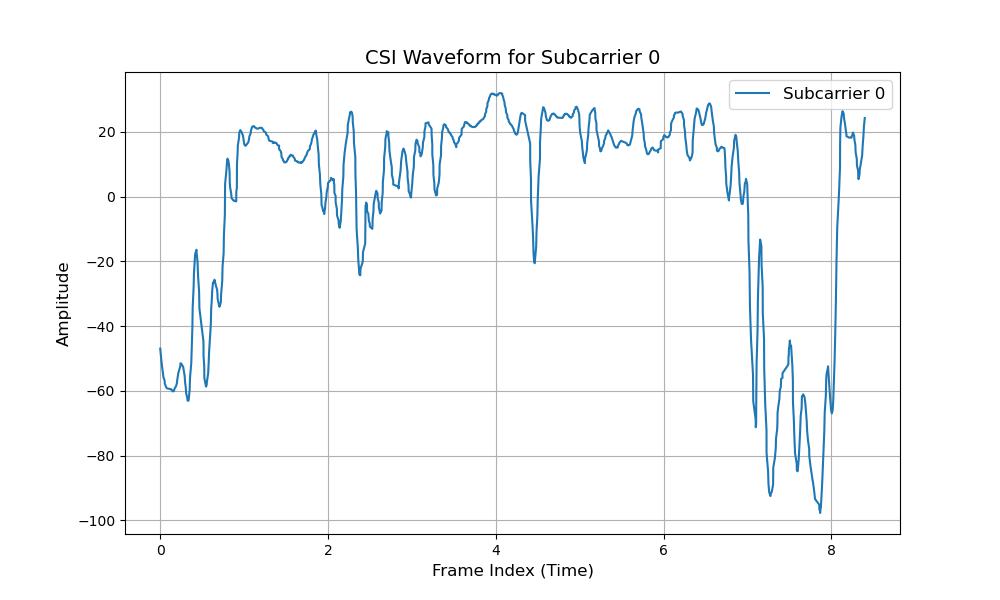 CSI Waveform for Subcarrier 0
Subcarrier 0
20
0
−20
−40
−60
−80
−100
Amplitude
0 2 4 6 8
Frame Index (Time)